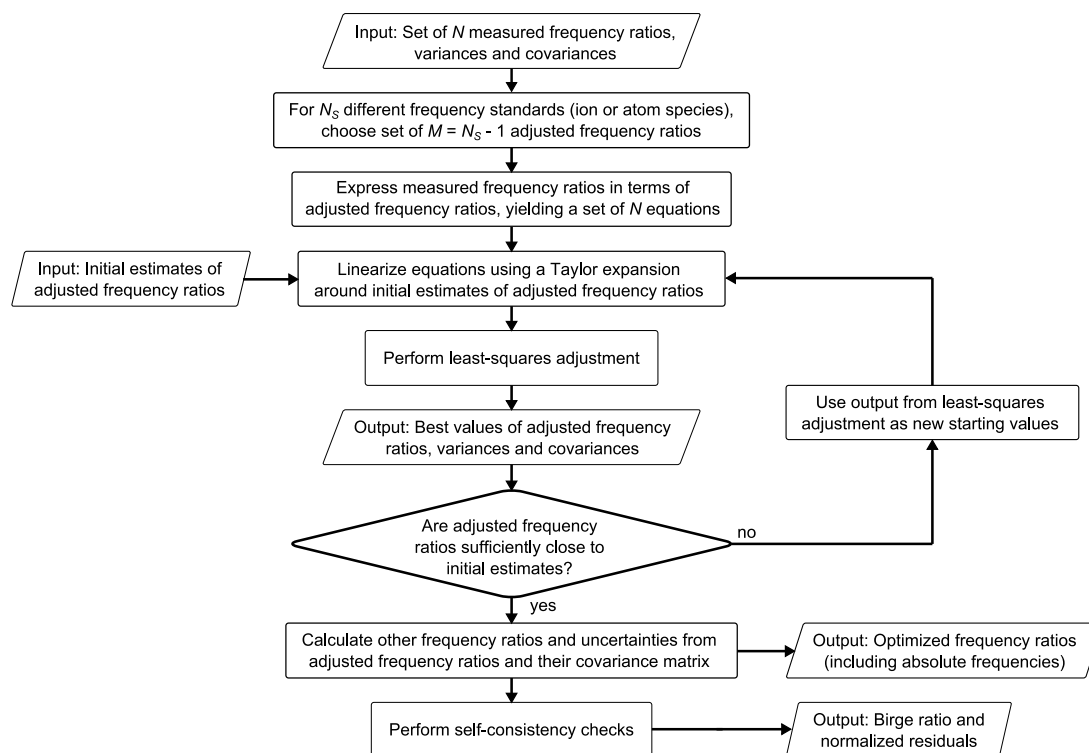 Input: Set of N measured frequency ratios,
variances and covariances
For N_S different frequency standards (ion or atom species),
choose set of M = N_S - 1 adjusted frequency ratios
Express measured frequency ratios in terms of
adjusted frequency ratios, yielding a set of N equations
Input: Initial estimates of
adjusted frequency ratios
Linearize equations using a Taylor expansion
around initial estimates of adjusted frequency ratios
Perform least-squares adjustment
Use output from least-squares
adjustment as new starting values
Output: Best values of adjusted frequency
ratios, variances and covariances
Are adjusted frequency
ratios sufficiently close to
initial estimates?
no
yes
Calculate other frequency ratios and uncertainties from
adjusted frequency ratios and their covariance matrix
Output: Optimized frequency ratios
(including absolute frequencies)
Perform self-consistency checks
Output: Birge ratio and
normalized residuals